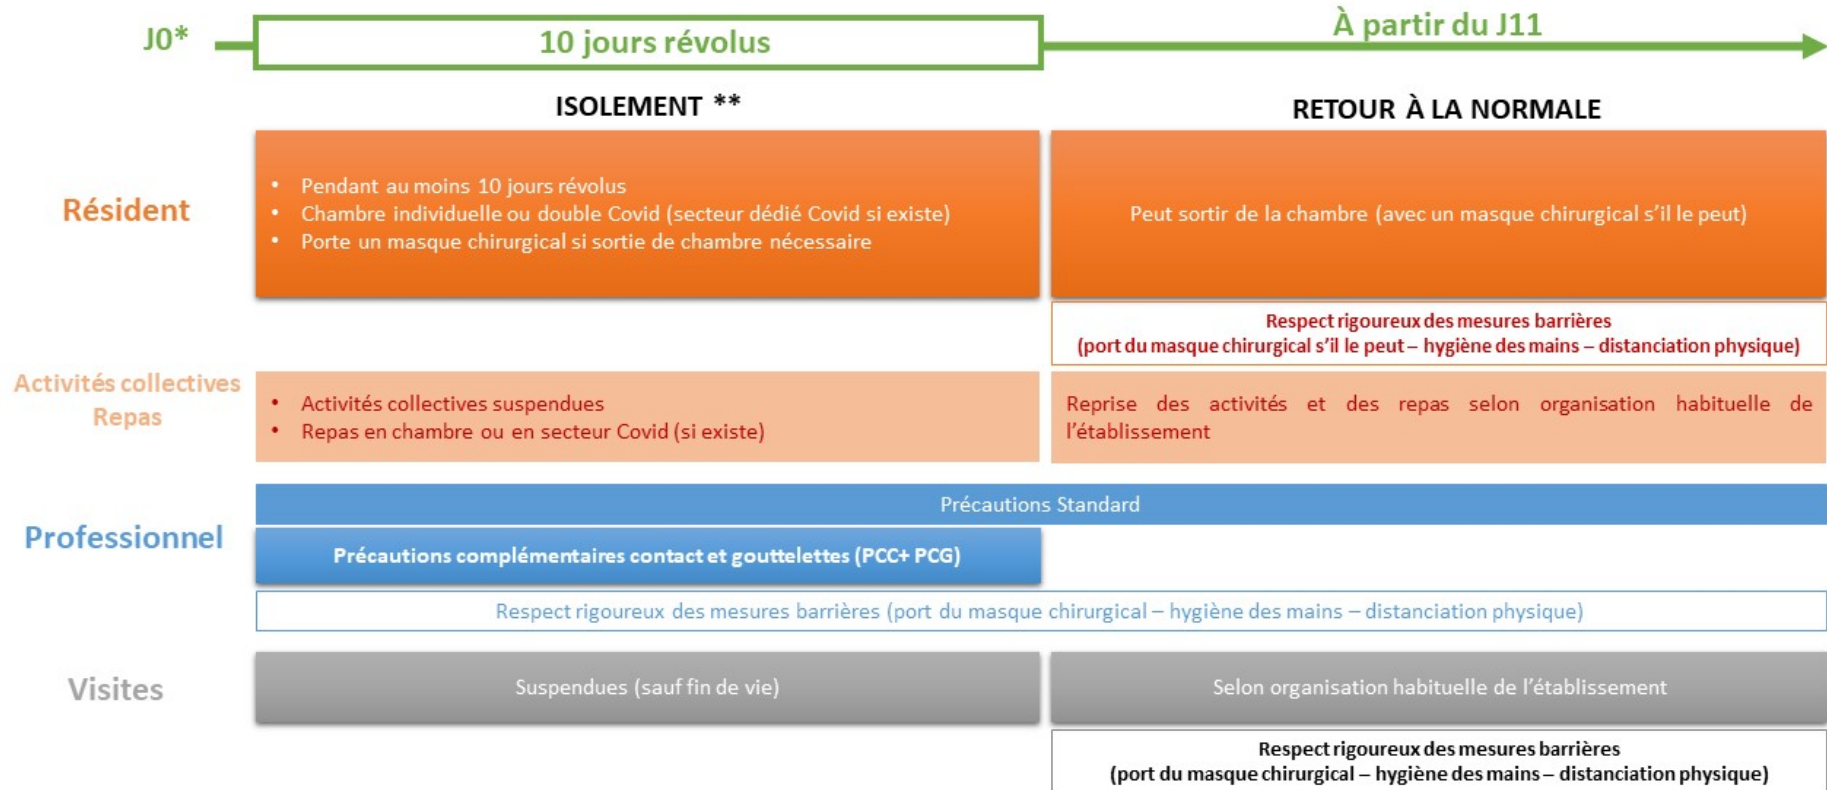 J0*
10 jours révolus
À partir du J11
ISOLEMENT **
RETOUR À LA NORMALE
Résident
• Pendant au moins 10 jours révolus
• Chambre individuelle ou double Covid (secteur dédié Covid si existe)
• Porte un masque chirurgical si sortie de chambre nécessaire
Peut sortir de la chambre (avec un masque chirurgical s’il le peut)
Respect rigoureux des mesures barrières
(port du masque chirurgical s’il le peut – hygiène des mains – distanciation physique)
Activités collectives
Repas
• Activités collectives suspendues
• Repas en chambre ou en secteur Covid (si existe)
Reprise des activités et des repas selon organisation habituelle de
l’établissement
Professionnel
Précautions Standard
Précautions complémentaires contact et gouttelettes (PCC+ PCG)
Respect rigoureux des mesures barrières (port du masque chirurgical – hygiène des mains – distanciation physique)
Visites
Suspendues (sauf fin de vie)
Selon organisation habituelle de l’établissement
Respect rigoureux des mesures barrières
(port du masque chirurgical – hygiène des mains – distanciation physique)